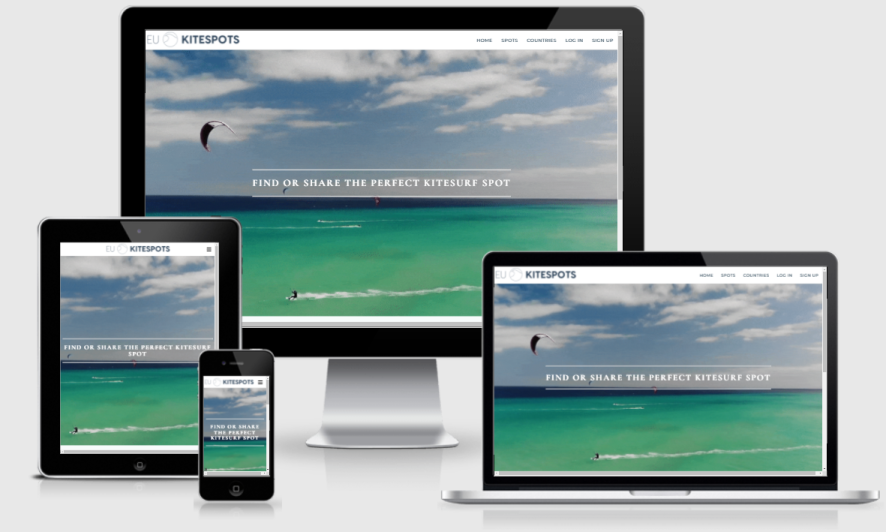 EU KITESPOTS
HOME SPOTS COUNTRIES LOG IN SIGN UP
FIND OR SHARE THE PERFECT KITESURF SPOT
EU KITESPOTS
FIND OR SHARE THE PERFECT KITESURF
SPOT
EU KITESPOTS
FIND OR SHARE
THE PERFECT
KITESURF SPOT
EU KITESPOTS
HOME SPOTS COUNTRIES LOG IN SIGN UP
FIND OR SHARE THE PERFECT KITESURF SPOT